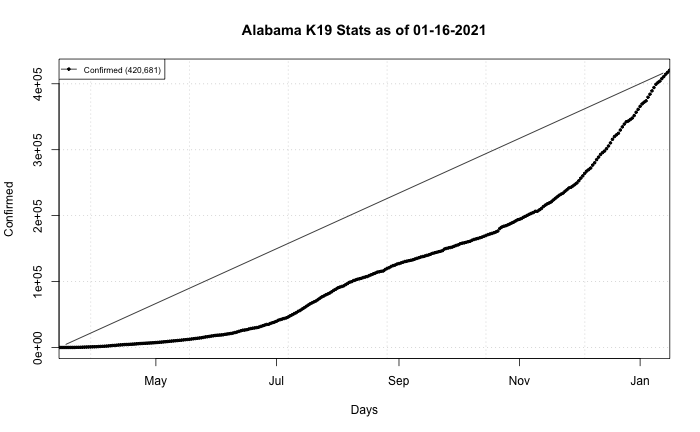 Alabama K19 Stats as of 01-16-2021
Confirmed (420,681)
4e+05
3e+05
2e+05
1e+05
0e+00
Confirmed
May Jul Sep Nov Jan
Days